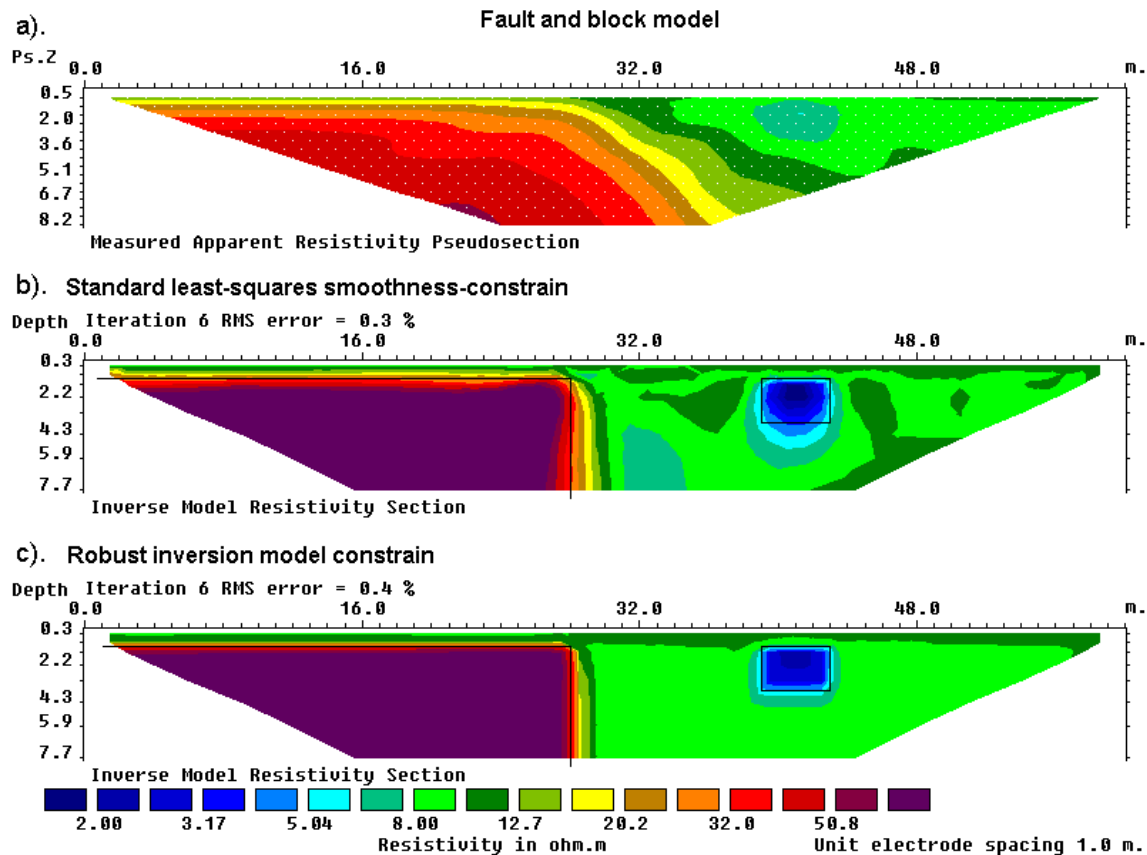 Fault and block model
a).
Ps.Z 0.0 16.0 32.0 48.0 m.
0.5
2.0
3.6
5.1
6.7
8.2
Measured Apparent Resistivity Pseudosection
b). Standard least-squares smoothness-constrain
Depth Iteration 6 RMS error = 0.3 %
0.0 16.0 32.0 48.0 m.
0.3
2.2
4.3
5.9
7.7
Inverse Model Resistivity Section
c). Robust inversion model constrain
Depth Iteration 6 RMS error = 0.4 %
0.0 16.0 32.0 48.0 m.
0.3
2.2
4.3
5.9
7.7
Inverse Model Resistivity Section
2.00 3.17 5.04 8.00 12.7 20.2 32.0 50.8
Resistivity in ohm.m Unit electrode spacing 1.0 m.